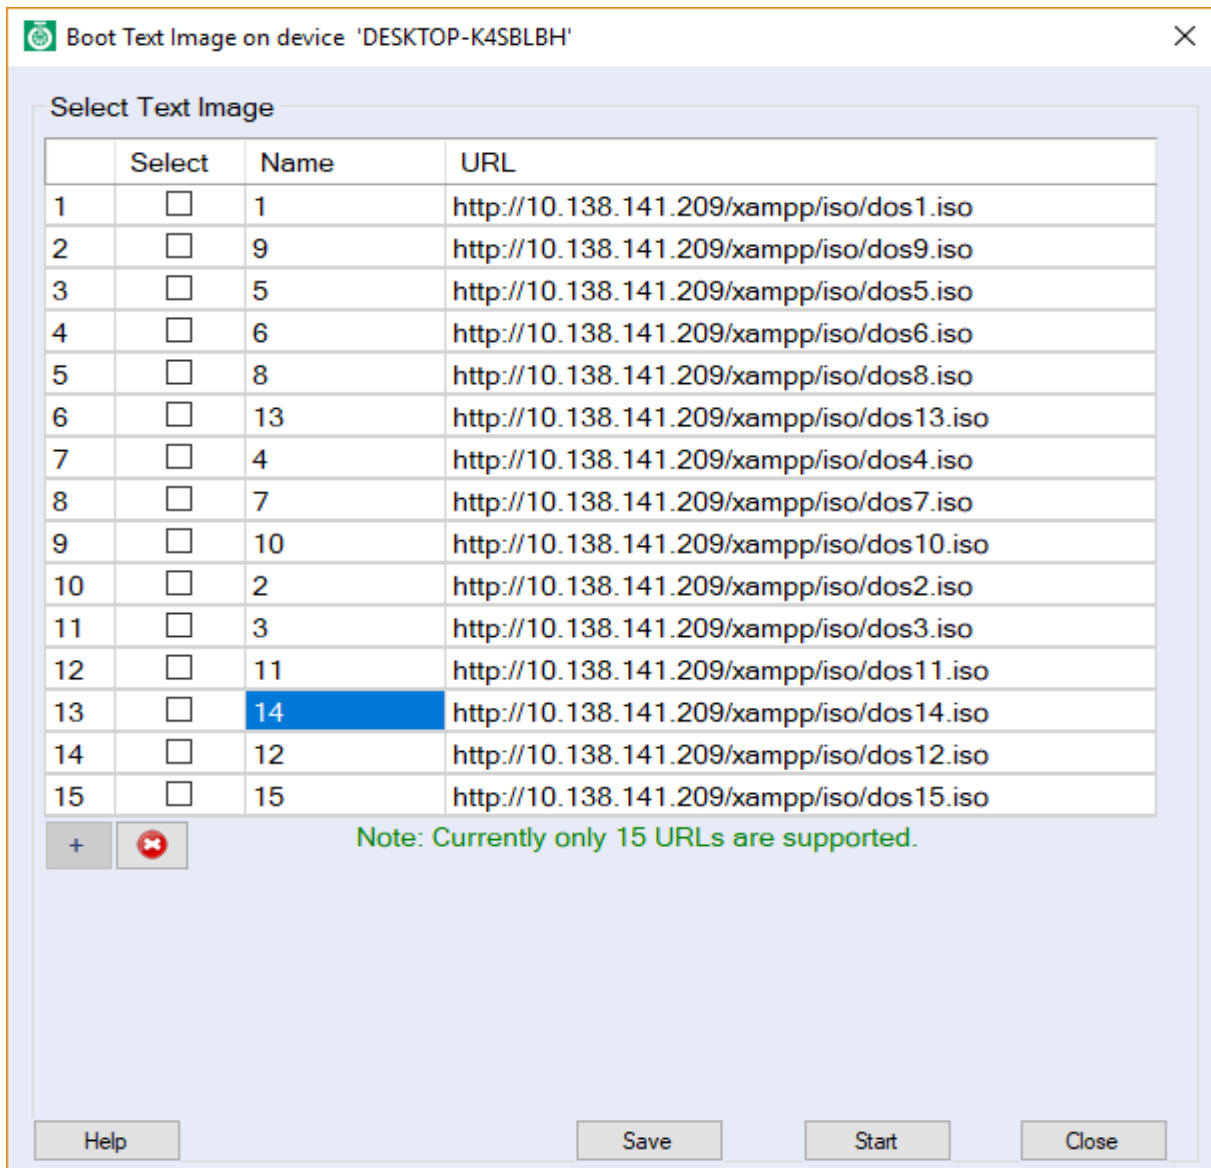 Boot Text Image on device 'DESKTOP-K4SBLBH'
Select Text Image
Select Name URL
1 1 http://10.138.141.209/xampp/iso/dos1.iso
2 9 http://10.138.141.209/xampp/iso/dos9.iso
3 5 http://10.138.141.209/xampp/iso/dos5.iso
4 6 http://10.138.141.209/xampp/iso/dos6.iso
5 8 http://10.138.141.209/xampp/iso/dos8.iso
6 13 http://10.138.141.209/xampp/iso/dos13.iso
7 4 http://10.138.141.209/xampp/iso/dos4.iso
8 7 http://10.138.141.209/xampp/iso/dos7.iso
9 10 http://10.138.141.209/xampp/iso/dos10.iso
10 2 http://10.138.141.209/xampp/iso/dos2.iso
11 3 http://10.138.141.209/xampp/iso/dos3.iso
12 11 http://10.138.141.209/xampp/iso/dos11.iso
13 14 http://10.138.141.209/xampp/iso/dos14.iso
14 12 http://10.138.141.209/xampp/iso/dos12.iso
15 15 http://10.138.141.209/xampp/iso/dos15.iso
+ Note: Currently only 15 URLs are supported.
Help Save Start Close